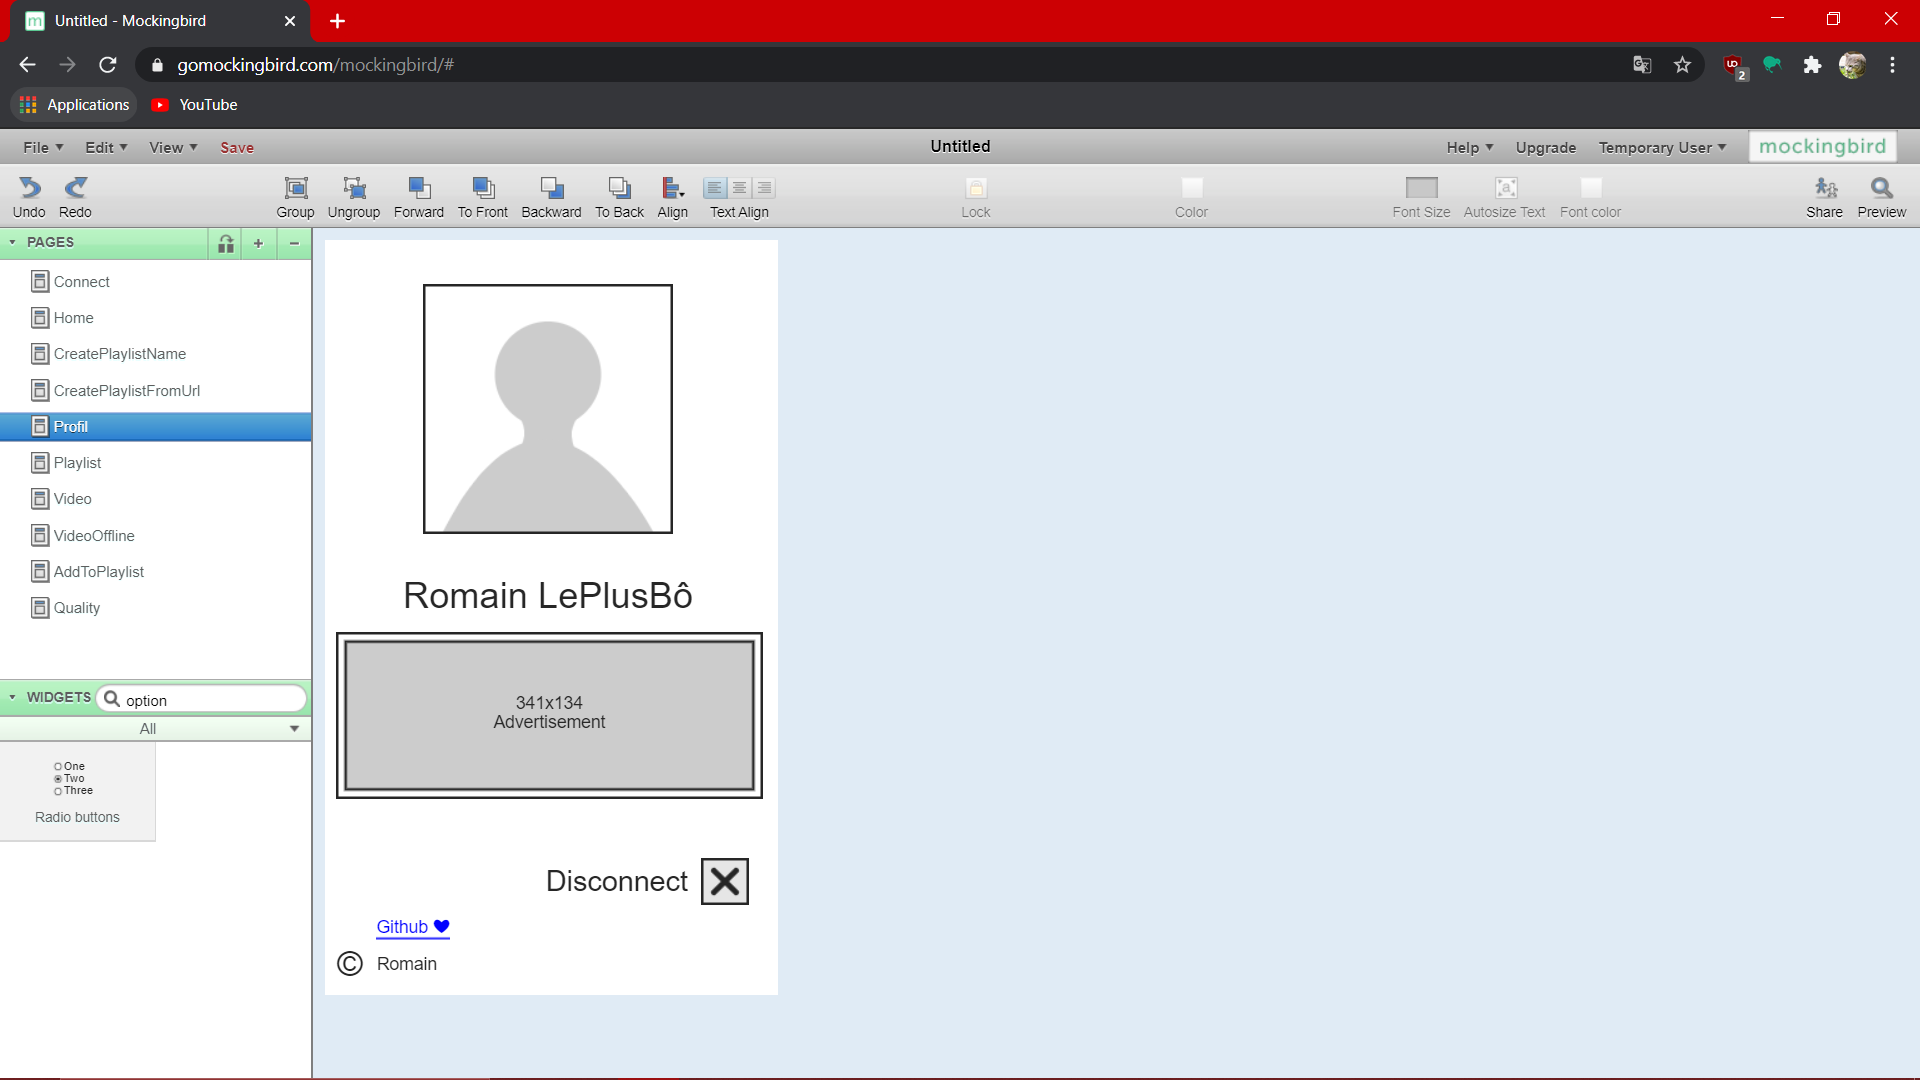 m Untitled - Mockingbird
gomockingbird.com/mockingbird/#
2
Applications YouTube
File Edit View Save Untitled Help Upgrade Temporary User mockingbird
Undo Redo Group Ungroup Forward To Front Backward To Back Align Text Align Lock Color Font Size Autosize Text Font color Share Preview
PAGES + -
Connect
Home
CreatePlaylistName
CreatePlaylistFromUrl
Profil
Playlist
Video
VideoOffline
AddToPlaylist
Quality
WIDGETS option
All
One
Two
Three
Radio buttons
Romain LePlusBô
341x134
Advertisement
Disconnect
Github ♥
© Romain